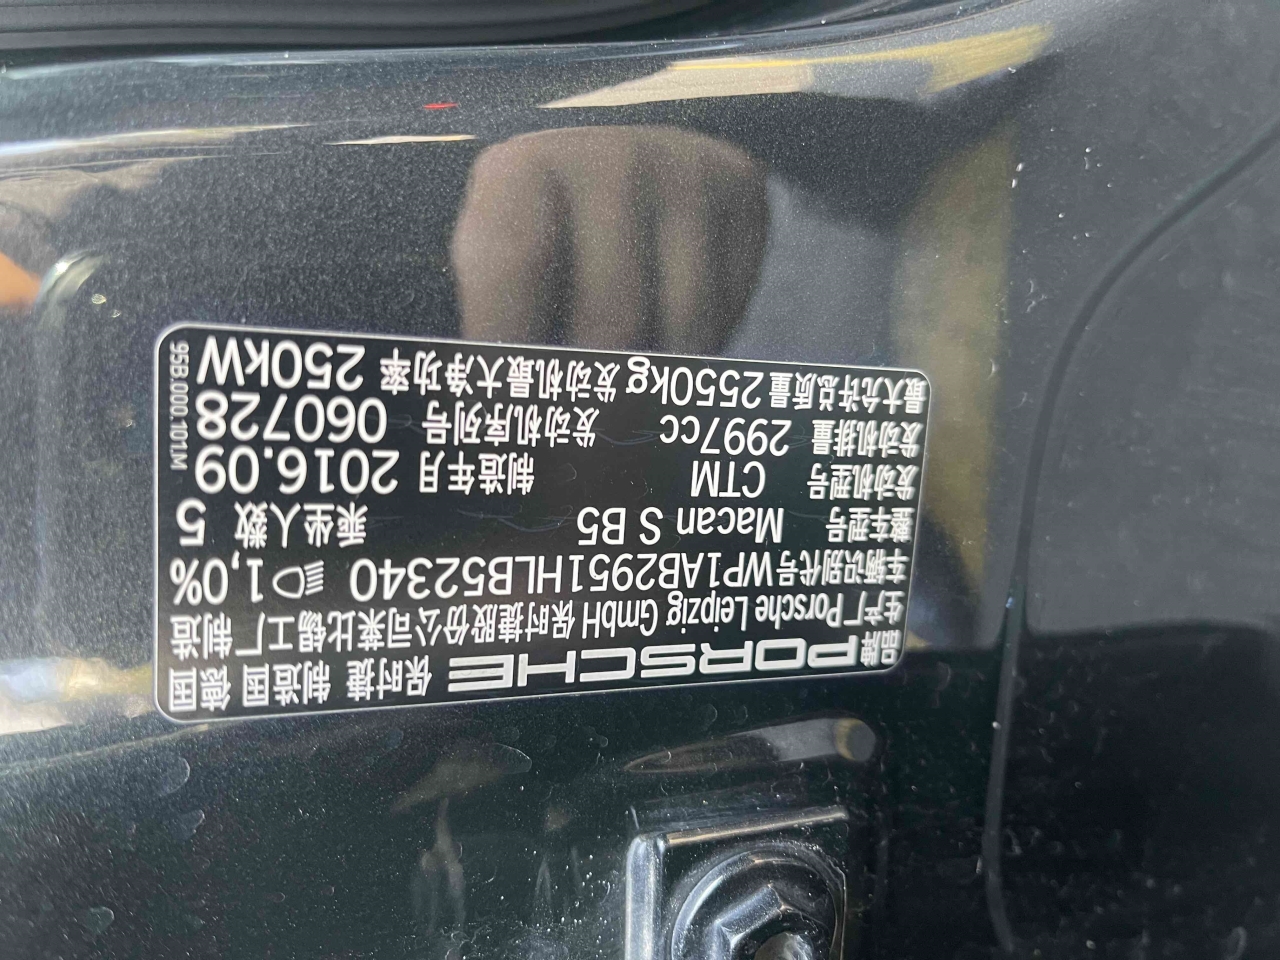 品牌 PORSCHE 保时捷 制造国 德国
生产厂 Porsche Leipzig GmbH 保时捷股份公司莱比锡工厂制造
车辆识别代号 WP1AB2951HLB52340 1,0%
整车型号 Macan S B5 乘坐人数 5
发动机型号 CTM 制造年月 2016.09
发动机排量 2997cc 发动机序列号 060728
最大允许总质量 2550kg 发动机最大净功率 250kW
95B.000.101.M